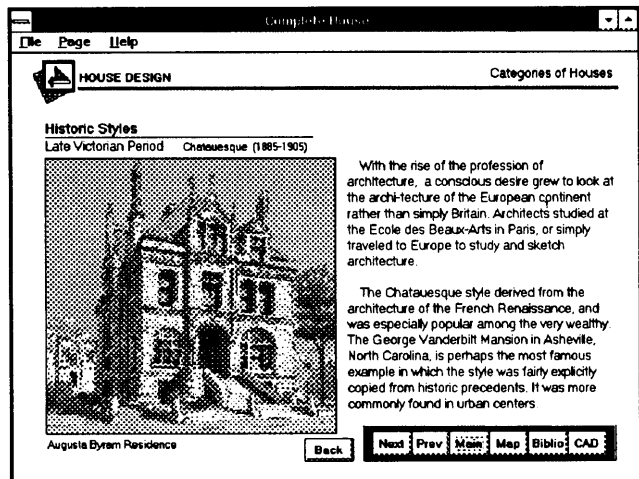 Complete House
File Page Help
HOUSE DESIGN
Categories of Houses
Historic Styles
Late Victorian Period Chateauesque (1885-1905)
With the rise of the profession of
architecture, a conscious desire grew to look at
the archi-tecture of the European continent
rather than simply Britain. Architects studied at
the Ecole des Beaux-Arts in Paris, or simply
traveled to Europe to study and sketch
architecture.
The Chatauesque style derived from the
architecture of the French Renaissance, and
was especially popular among the very wealthy.
The George Vanderbilt Mansion in Asheville,
North Carolina, is perhaps the most famous
example in which the style was fairly explicitly
copied from historic precedents. It was more
commonly found in urban centers
Augusta Byram Residence
Back
Next Prev Main Map Biblio CAD